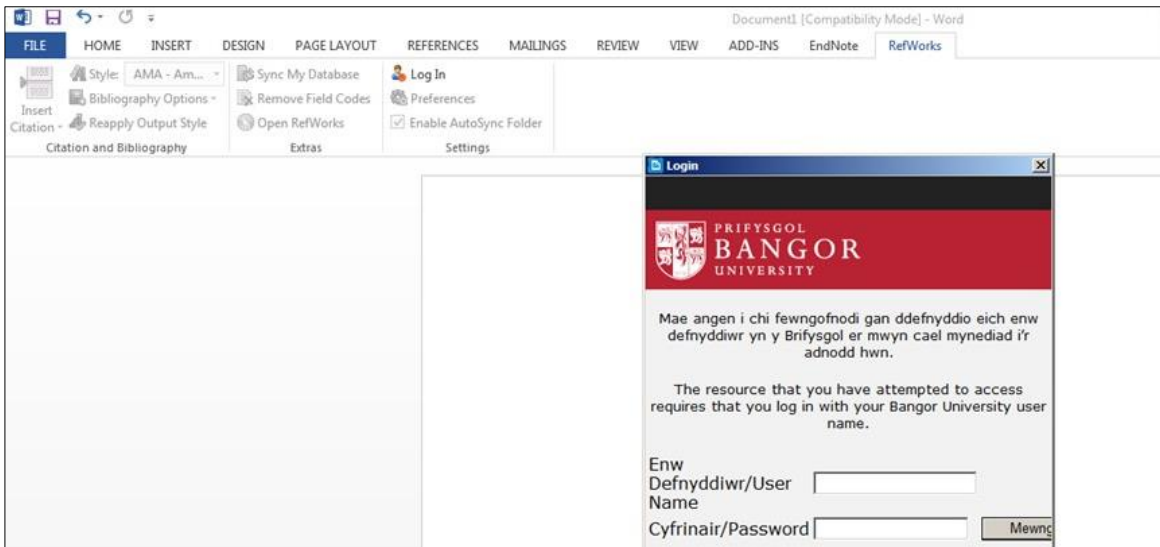 Document1 [Compatibility Mode] - Word
FILE HOME INSERT DESIGN PAGE LAYOUT REFERENCES MAILINGS REVIEW VIEW ADD-INS EndNote RefWorks
Style: AMA - Am... Sync My Database Log In
Bibliography Options Remove Field Codes Preferences
Insert
Citation Reapply Output Style Open RefWorks Enable AutoSync Folder
Citation and Bibliography Extras Settings
Login
PRIFYSGOL
BANGOR
UNIVERSITY
Mae angen i chi fewngofnodi gan ddefnyddio eich enw
defnyddiwr yn y Brifysgol er mwyn cael mynediad i'r
adnodd hwn.
The resource that you have attempted to access
requires that you log in with your Bangor University user
name.
Enw
Defnyddiwr/User
Name
Cyfrinair/Password Mewng